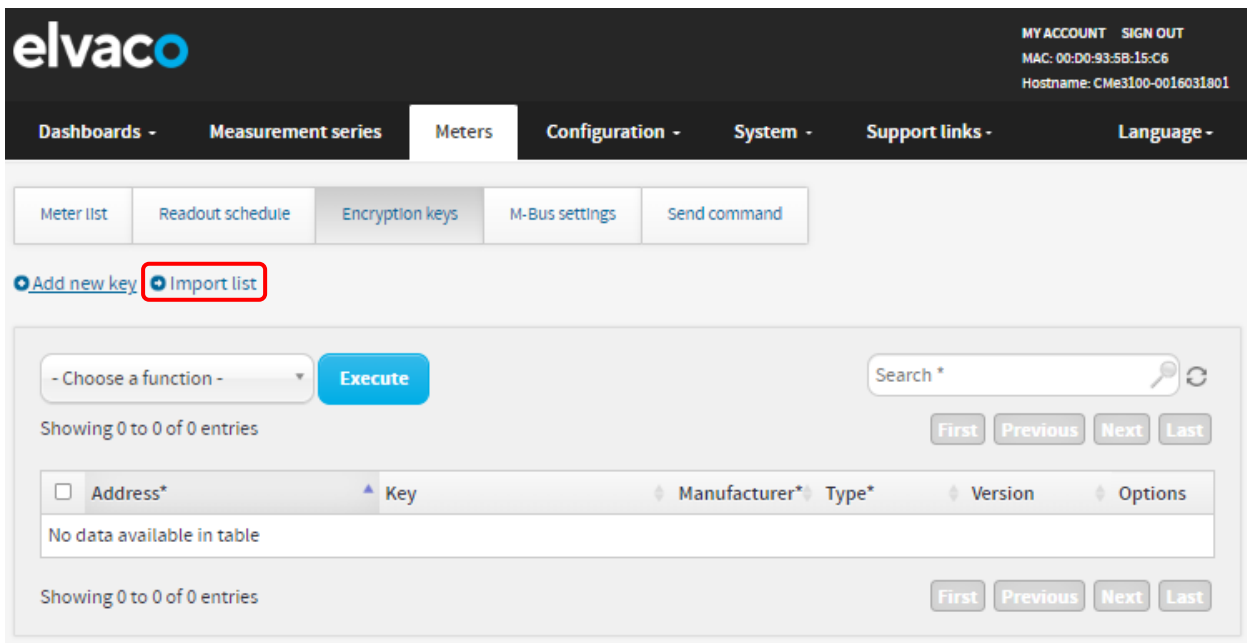 elvaco
MY ACCOUNT SIGN OUT
MAC: 00:D0:93:5B:15:C6
Hostname: CMe3100-0016031801
Dashboards Measurement series Meters Configuration System Support links Language
Meter list Readout schedule Encryption keys M-Bus settings Send command
Add new key Import list
- Choose a function - Execute Search *
Showing 0 to 0 of 0 entries First Previous Next Last
Address* Key Manufacturer* Type* Version Options
No data available in table
Showing 0 to 0 of 0 entries First Previous Next Last